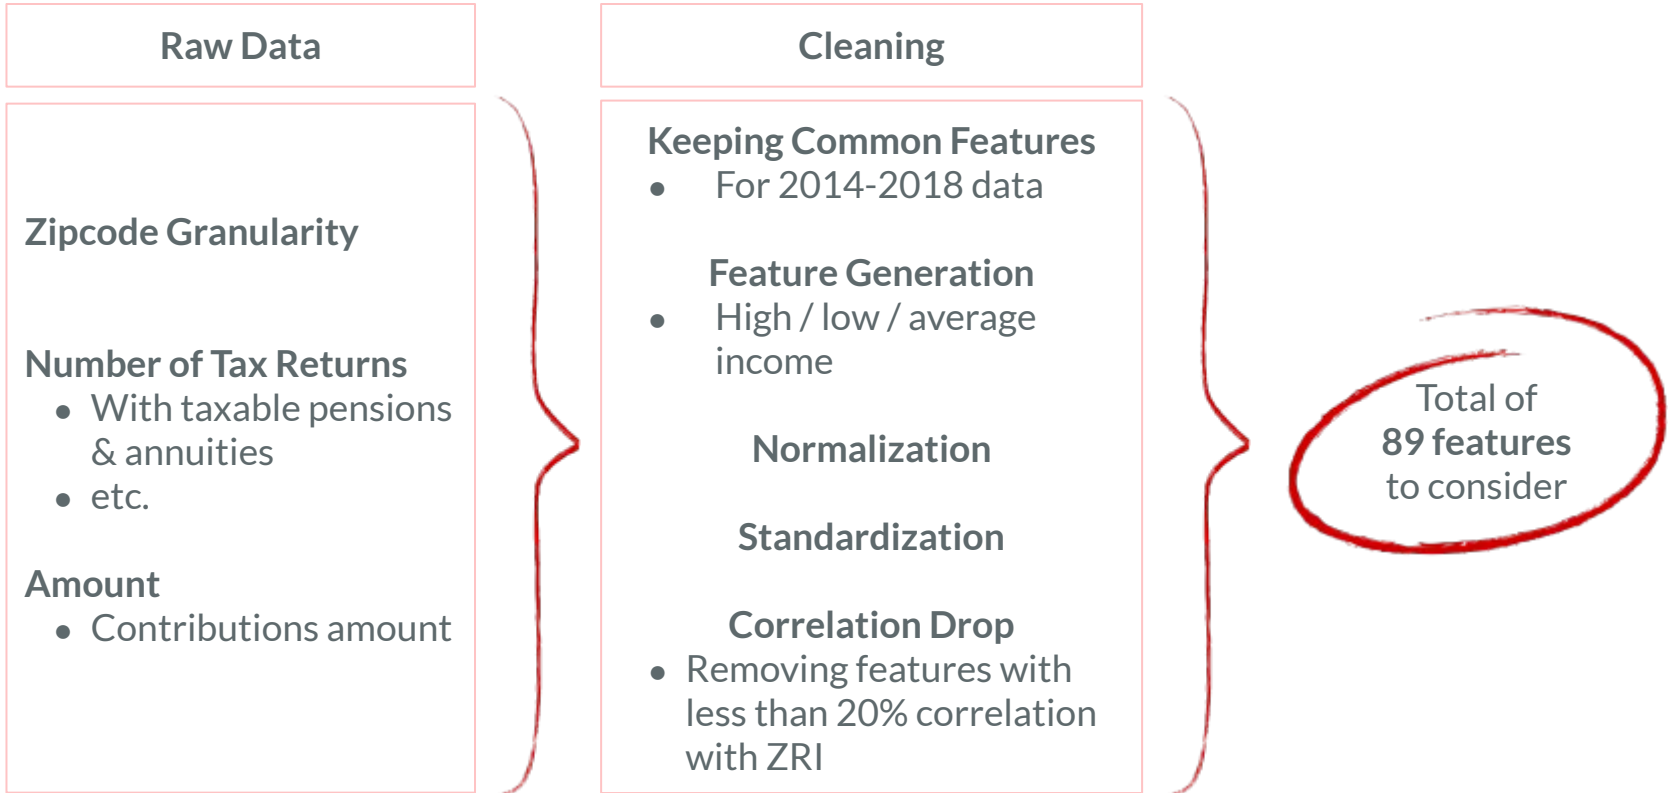 Raw Data
Zipcode Granularity
Number of Tax Returns
● With taxable pensions
& annuities
● etc.
Amount
● Contributions amount
Cleaning
Keeping Common Features
● For 2014-2018 data
Feature Generation
● High / low / average
income
Normalization
Standardization
Correlation Drop
● Removing features with
less than 20% correlation
with ZRI
Total of
89 features
to consider